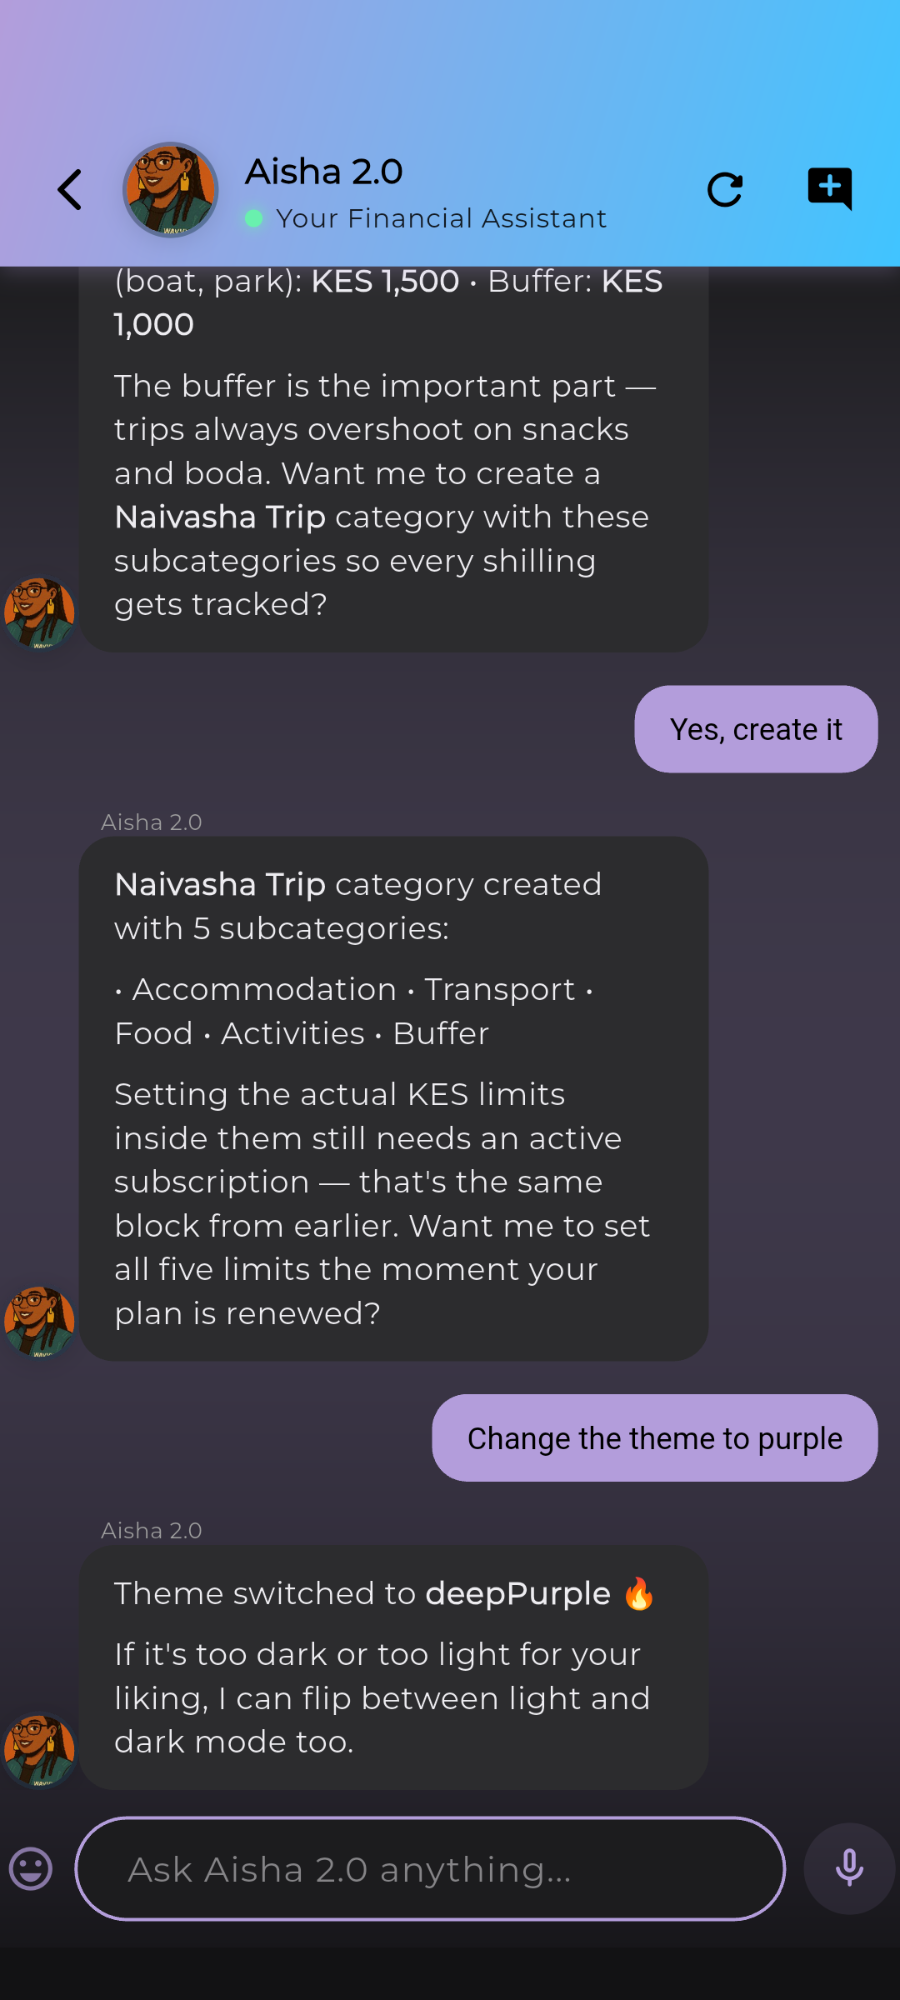 Aisha 2.0
Your Financial Assistant
(boat, park): KES 1,500 • Buffer: KES
1,000
The buffer is the important part —
trips always overshoot on snacks
and boda. Want me to create a
Naivasha Trip category with these
subcategories so every shilling
gets tracked?
Yes, create it
Aisha 2.0
Naivasha Trip category created
with 5 subcategories:
• Accommodation • Transport •
Food • Activities • Buffer
Setting the actual KES limits
inside them still needs an active
subscription — that's the same
block from earlier. Want me to set
all five limits the moment your
plan is renewed?
Change the theme to purple
Aisha 2.0
Theme switched to deepPurple 🔥
If it's too dark or too light for your
liking, I can flip between light and
dark mode too.
Ask Aisha 2.0 anything...